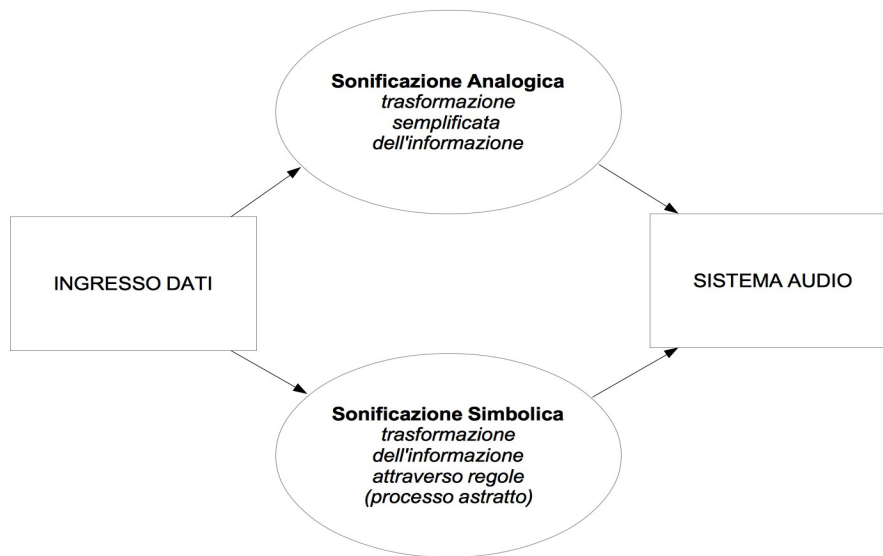 Sonificazione Analogica
trasformazione
semplificata
dell'informazione
INGRESSO DATI
SISTEMA AUDIO
Sonificazione Simbolica
trasformazione
dell'informazione
attraverso regole
(processo astratto)